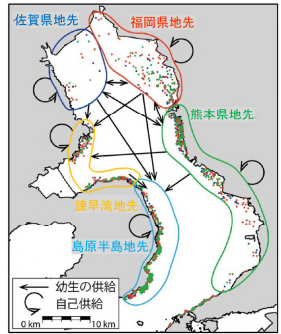 佐賀県地先
福岡県地先
熊本県地先
諫早湾地先
島原半島地先
幼生の供給
自己供給
0 km 10 km